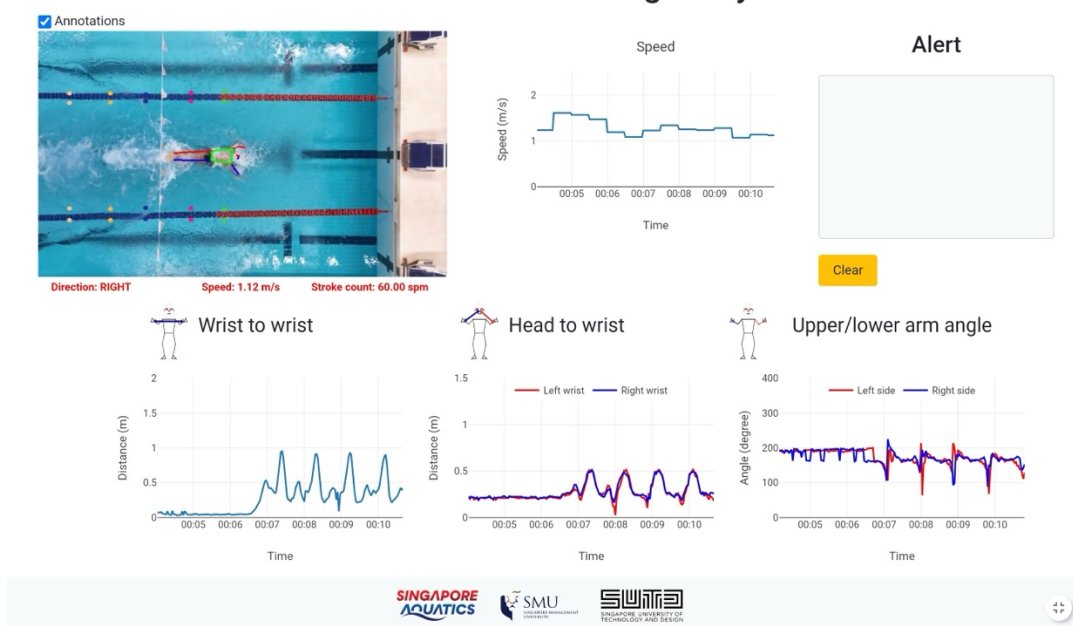 Annotations
Speed
Alert
Speed (m/s)
2
1
0
00:05 00:06 00:07 00:08 00:09 00:10
Time
Clear
Direction: RIGHT Speed: 1.12 m/s Stroke count: 60.00 spm
Wrist to wrist
Head to wrist
Upper/lower arm angle
Distance (m)
2
1.5
1
0.5
0
00:05 00:06 00:07 00:08 00:09 00:10
Time
Left wrist Right wrist
Distance (m)
1.5
1
0.5
0
00:05 00:06 00:07 00:08 00:09 00:10
Time
Left side Right side
Angle (degree)
400
300
200
100
0
00:05 00:06 00:07 00:08 00:09 00:10
Time
SINGAPORE
AQUATICS
SMU
SINGAPORE MANAGEMENT
UNIVERSITY
SUTD
SINGAPORE UNIVERSITY OF
TECHNOLOGY AND DESIGN